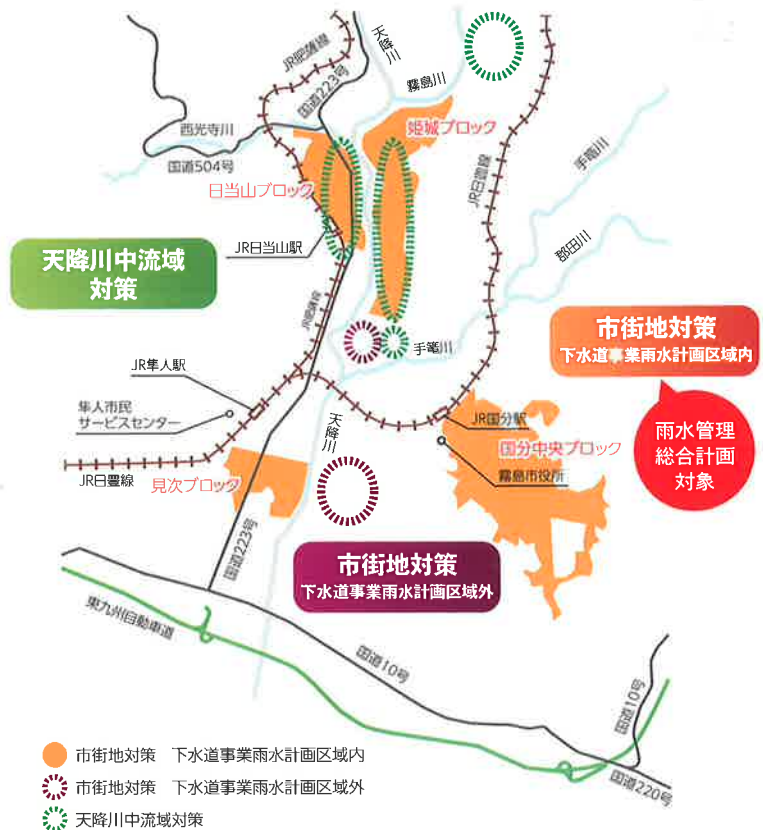 JR肥薩線
国道223号
天降川
霧島川
西光寺川
国道504号
姫城ブロック
日当山ブロック
JR日豊線
手篭川
郡田川
JR日当山駅
天降川中流域
対策
JR肥薩線
手篭川
市街地対策
下水道事業雨水計画区域内
JR隼人駅
隼人市民
サービスセンター
天降川
JR国分駅
国分中央ブロック
霧島市役所
雨水管理
総合計画
対象
JR日豊線
見次ブロック
国道223号
市街地対策
下水道事業雨水計画区域外
東九州自動車道
国道10号
国道10号
国道220号
市街地対策 下水道事業雨水計画区域内
市街地対策 下水道事業雨水計画区域外
天降川中流域対策